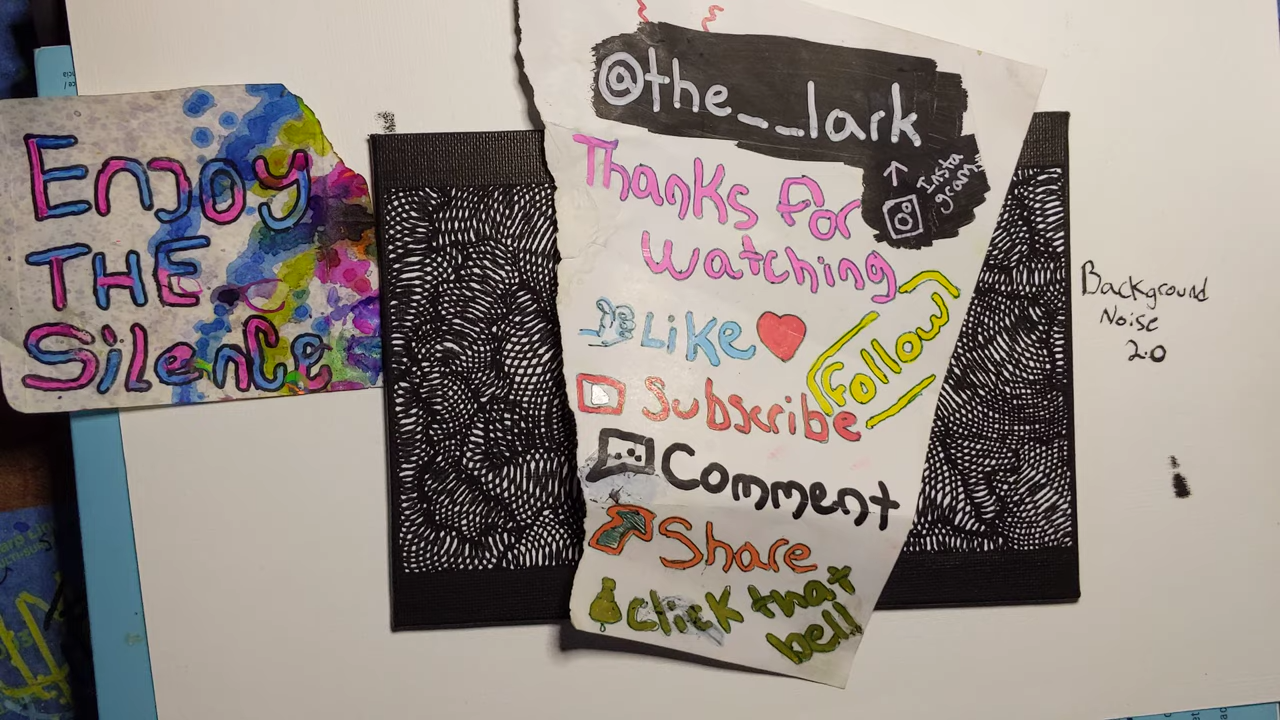 Enjoy
THE
Silence
@the__lark
Insta
gram
Thanks for
watching
Like
Follow
Subscribe
Comment
Share
Click that
bell
Background
Noise
2.0